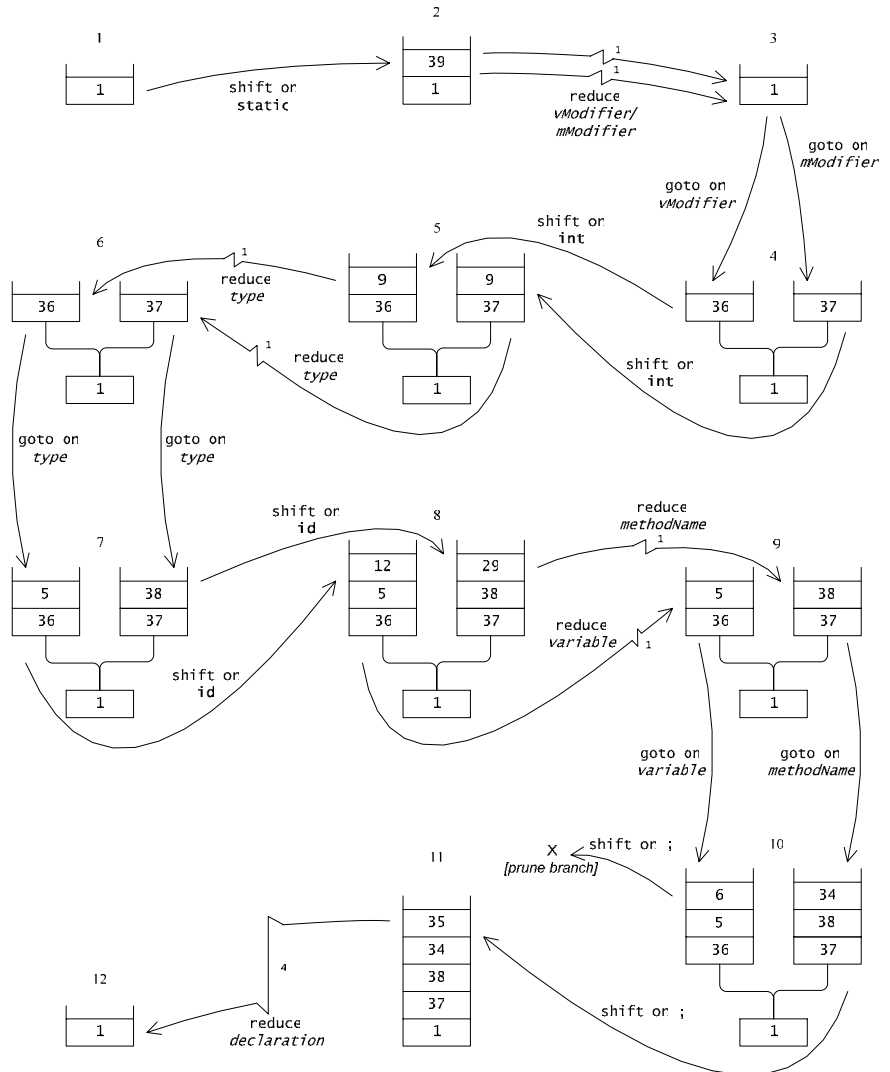 1
2
3
1
39
1
1
shift on
static
1
1
reduce
vModifier/
mModifier
goto on
vModifier
goto on
mModifier
6
5
4
shift on
int
36
37
1
1
reduce
type
1
reduce
type
9
36
9
37
1
36
37
1
shift on
int
goto on
type
goto on
type
7
8
9
shift on
id
reduce
methodName
1
5
36
38
37
1
shift on
id
12
5
36
29
38
37
1
reduce
variable
1
5
36
38
37
1
goto on
variable
goto on
methodName
10
11
12
X
[prune branch]
shift on ;
6
5
36
34
38
37
1
shift on ;
35
34
38
37
1
4
reduce
declaration
1